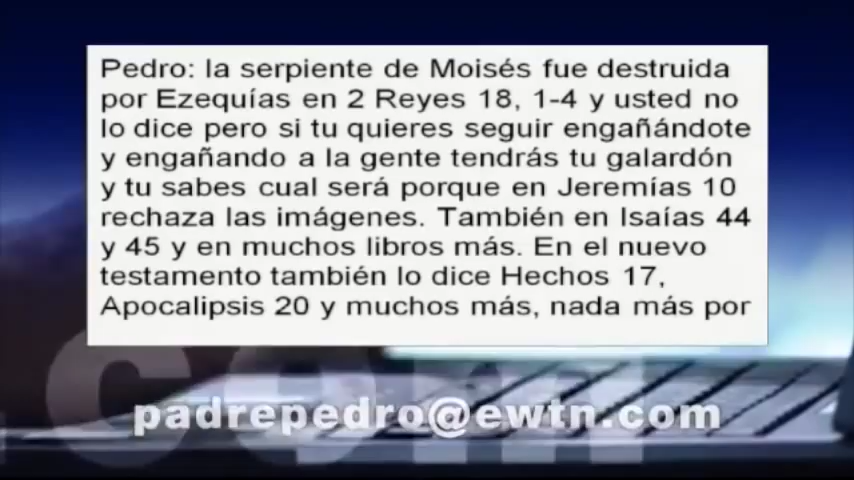 Pedro: la serpiente de Moisés fue destruida
por Ezequías en 2 Reyes 18, 1-4 y usted no
lo dice pero si tu quieres seguir engañándote
y engañando a la gente tendrás tu galardón
y tu sabes cual será porque en Jeremías 10
rechaza las imágenes. También en Isaías 44
y 45 y en muchos libros más. En el nuevo
testamento también lo dice Hechos 17,
Apocalipsis 20 y muchos más, nada más por
.com
padrepedro@ewtn.com